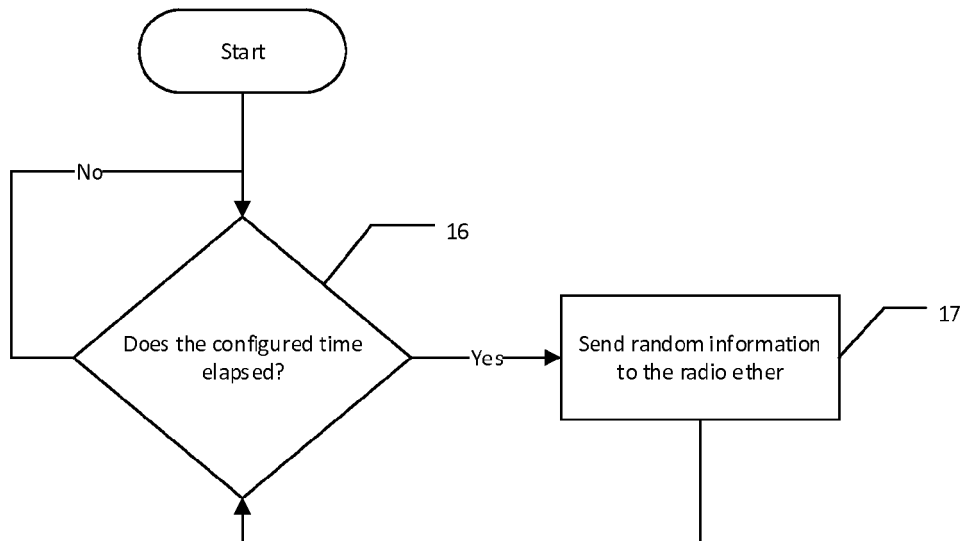 Start
No
16
Does the configured time
elapsed?
Yes
Send random information
to the radio ether
17